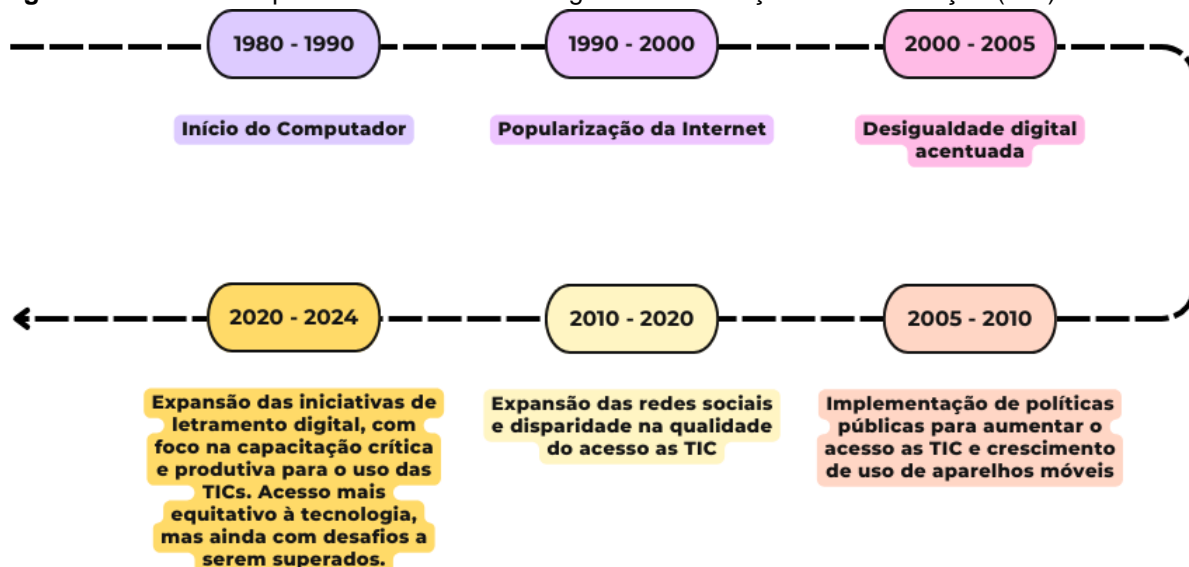 1980 - 1990
1990 - 2000
2000 - 2005
Início do Computador
Popularização da Internet
Desigualdade digital
acentuada
2020 - 2024
2010 - 2020
2005 - 2010
Expansão das iniciativas de
letramento digital, com
foco na capacitação crítica
e produtiva para o uso das
TICs. Acesso mais
equitativo à tecnologia,
mas ainda com desafios a
serem superados.
Expansão das redes sociais
e disparidade na qualidade
do acesso as TIC
Implementação de políticas
públicas para aumentar o
acesso as TIC e crescimento
de uso de aparelhos móveis